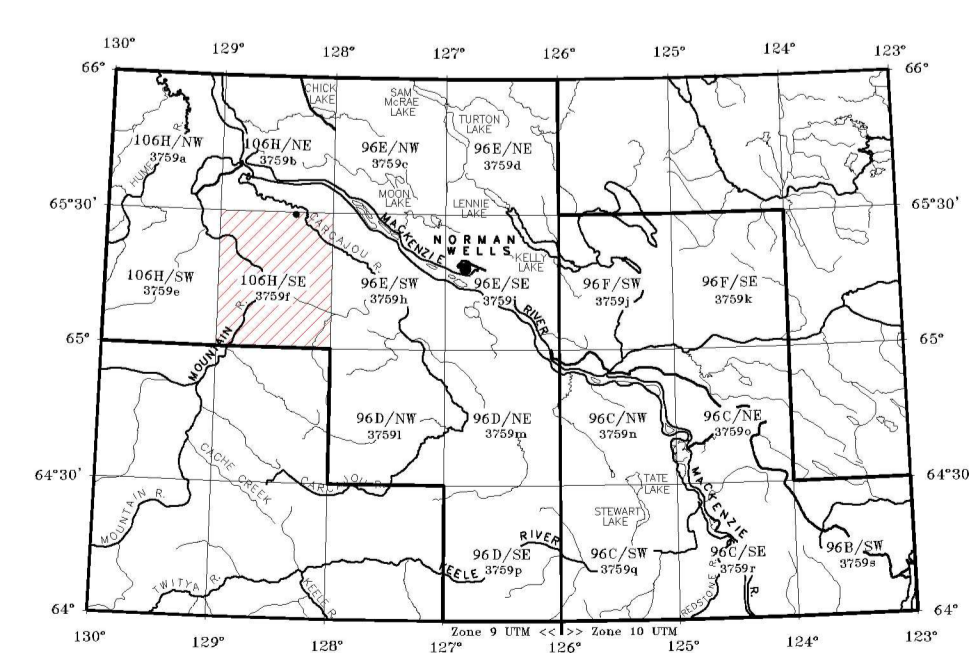 130°
129°
128°
127°
126°
125°
124°
123°
66°
66°
CHICK
LAKE
SAM
McRAE
LAKE
TURTON
LAKE
106H/NW
3759a
106H/NE
3759b
96E/NW
3759c
96E/NE
3759d
HUME R.
MOON
LAKE
LENNIE
LAKE
65°30'
65°30'
CARCAJOU R.
MACKENZIE
NORMAN
WELLS
KELLY
LAKE
106H/SW
3759e
106H/SE
3759f
96E/SW
3759h
96E/SE
3759i
96F/SW
3759j
96F/SE
3759k
RIVER
65°
65°
MOUNTAIN R.
96D/NW
3759l
96D/NE
3759m
96C/NW
3759n
96C/NE
3759o
CACHE CREEK
64°30'
64°30'
CARCAJOU R.
TATE
LAKE
MACKENZIE
MOUNTAIN R.
STEWART
LAKE
RIVER
96D/SE
3759p
96C/SW
3759q
96C/SE
3759r
96B/SW
3759s
KEELE
TWITYA R.
KEELE R.
REDSTONE R.
R.
64°
64°
Zone 9 UTM << >> Zone 10 UTM
130°
129°
128°
127°
126°
125°
124°
123°